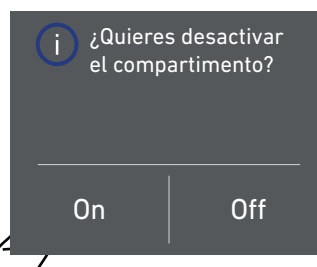 i ¿Quieres desactivar
el compartimento?
On Off